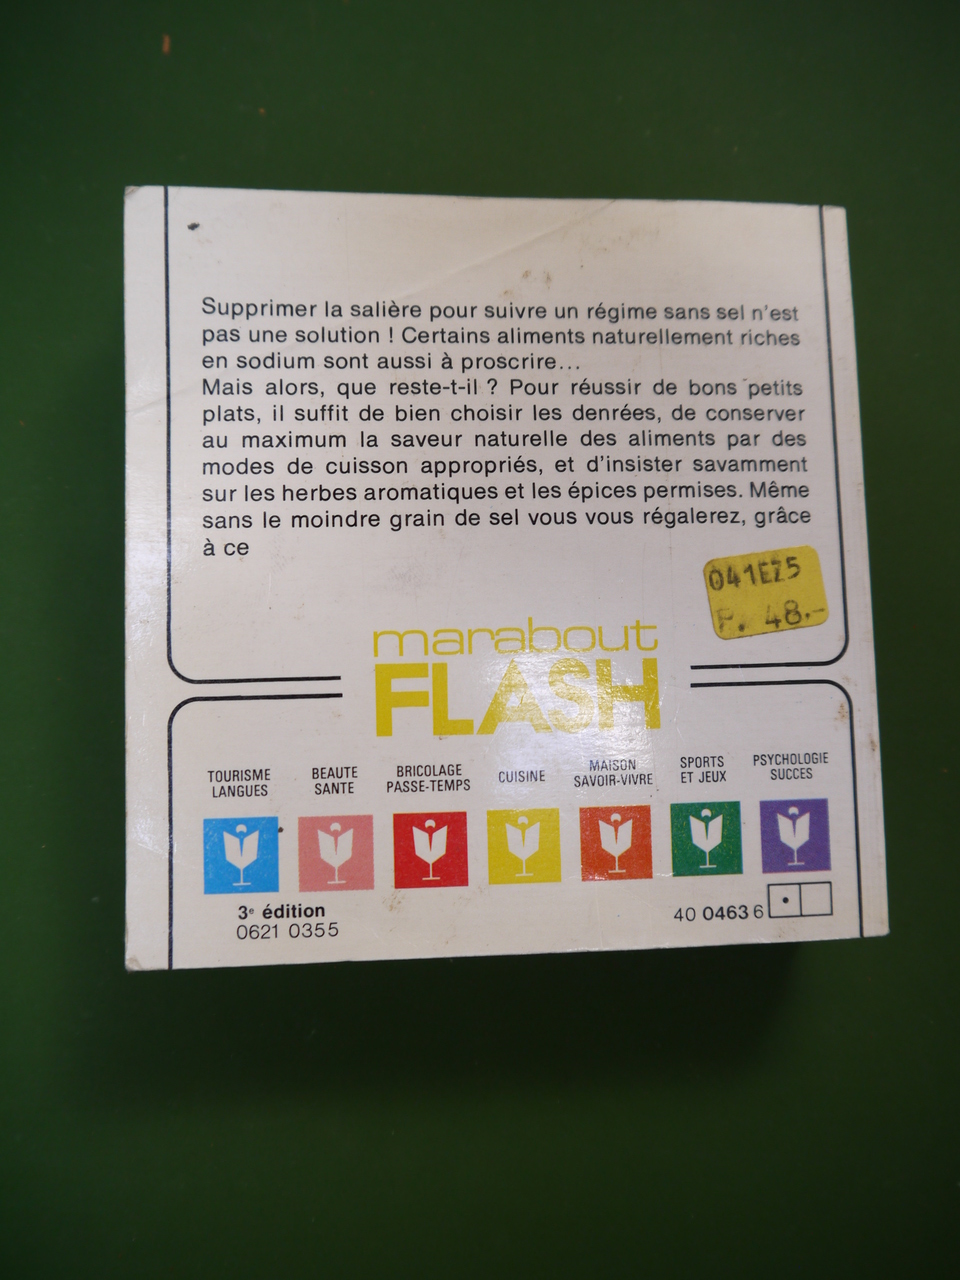 Supprimer la salière pour suivre un régime sans sel n'est
pas une solution ! Certains aliments naturellement riches
en sodium sont aussi à proscrire...
Mais alors, que reste-t-il ? Pour réussir de bons petits
plats, il suffit de bien choisir les denrées, de conserver
au maximum la saveur naturelle des aliments par des
modes de cuisson appropriés, et d'insister savamment
sur les herbes aromatiques et les épices permises. Même
sans le moindre grain de sel vous vous régalerez, grâce
à ce
041EZ5
P. 48.-
marabout
FLASH
TOURISME
LANGUES
BEAUTE
SANTE
BRICOLAGE
PASSE-TEMPS
CUISINE
MAISON
SAVOIR-VIVRE
SPORTS
ET JEUX
PSYCHOLOGIE
SUCCES
3e édition
0621 0355
40 0463 6